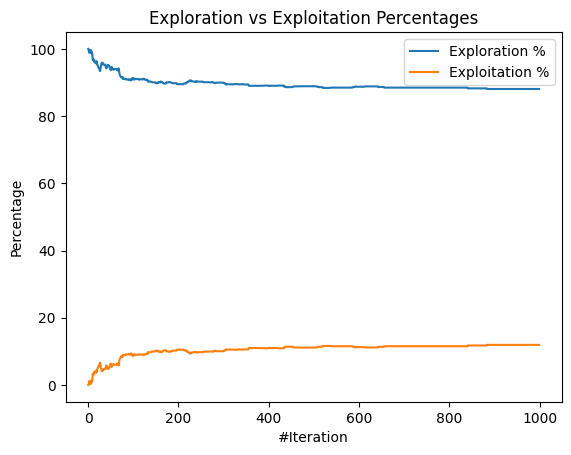 Exploration vs Exploitation Percentages
100
80
60
40
20
0
Percentage
Exploration %
Exploitation %
0
200
400
600
800
1000
#Iteration